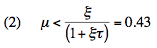 (2) μ < ξ / (1 + ξτ) = 0.43